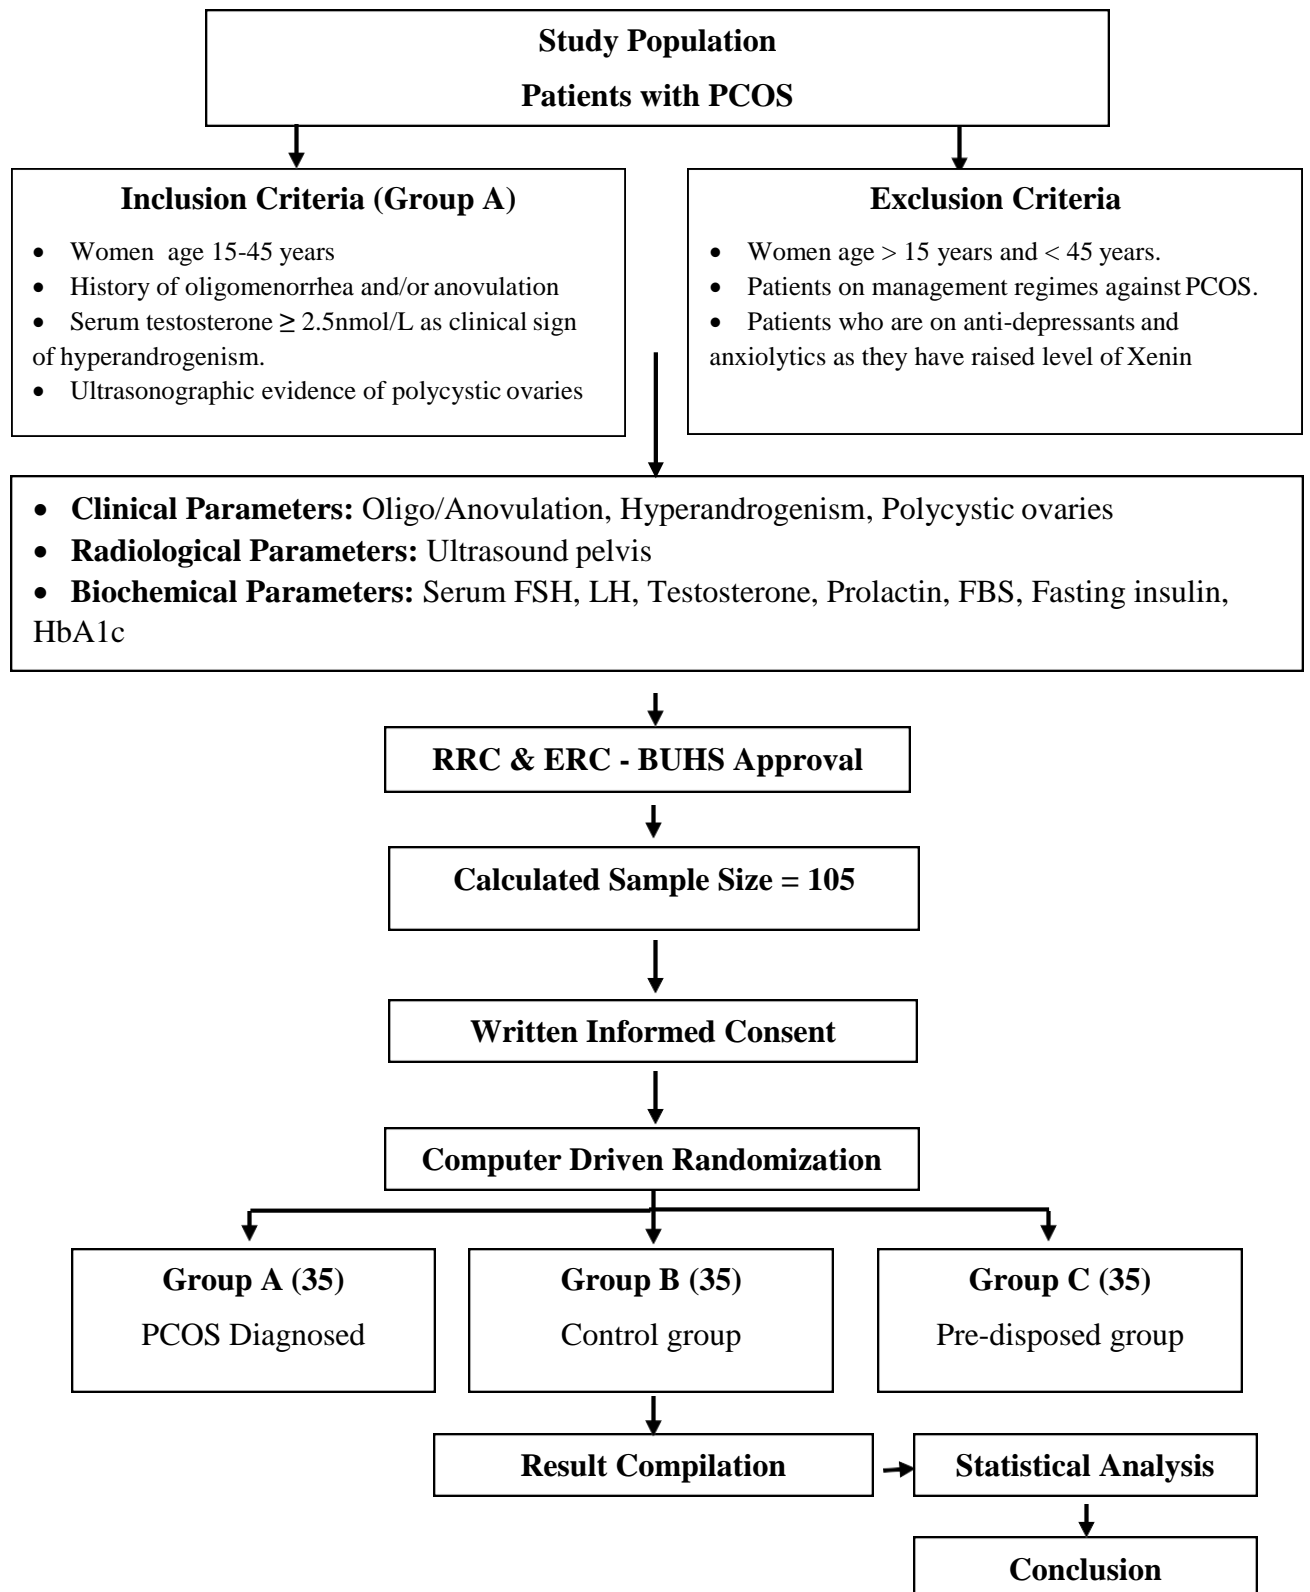 Study Population
Patients with PCOS
Inclusion Criteria (Group A)
• Women age 15-45 years
• History of oligomenorrhea and/or anovulation
• Serum testosterone ≥ 2.5nmol/L as clinical sign
of hyperandrogenism.
• Ultrasonographic evidence of polycystic ovaries
Exclusion Criteria
• Women age > 15 years and < 45 years.
• Patients on management regimes against PCOS.
• Patients who are on anti-depressants and
anxiolytics as they have raised level of Xenin
• Clinical Parameters: Oligo/Anovulation, Hyperandrogenism, Polycystic ovaries
• Radiological Parameters: Ultrasound pelvis
• Biochemical Parameters: Serum FSH, LH, Testosterone, Prolactin, FBS, Fasting insulin,
HbA1c
RRC & ERC - BUHS Approval
Calculated Sample Size = 105
Written Informed Consent
Computer Driven Randomization
Group A (35)
PCOS Diagnosed
Group B (35)
Control group
Group C (35)
Pre-disposed group
Result Compilation
Statistical Analysis
Conclusion